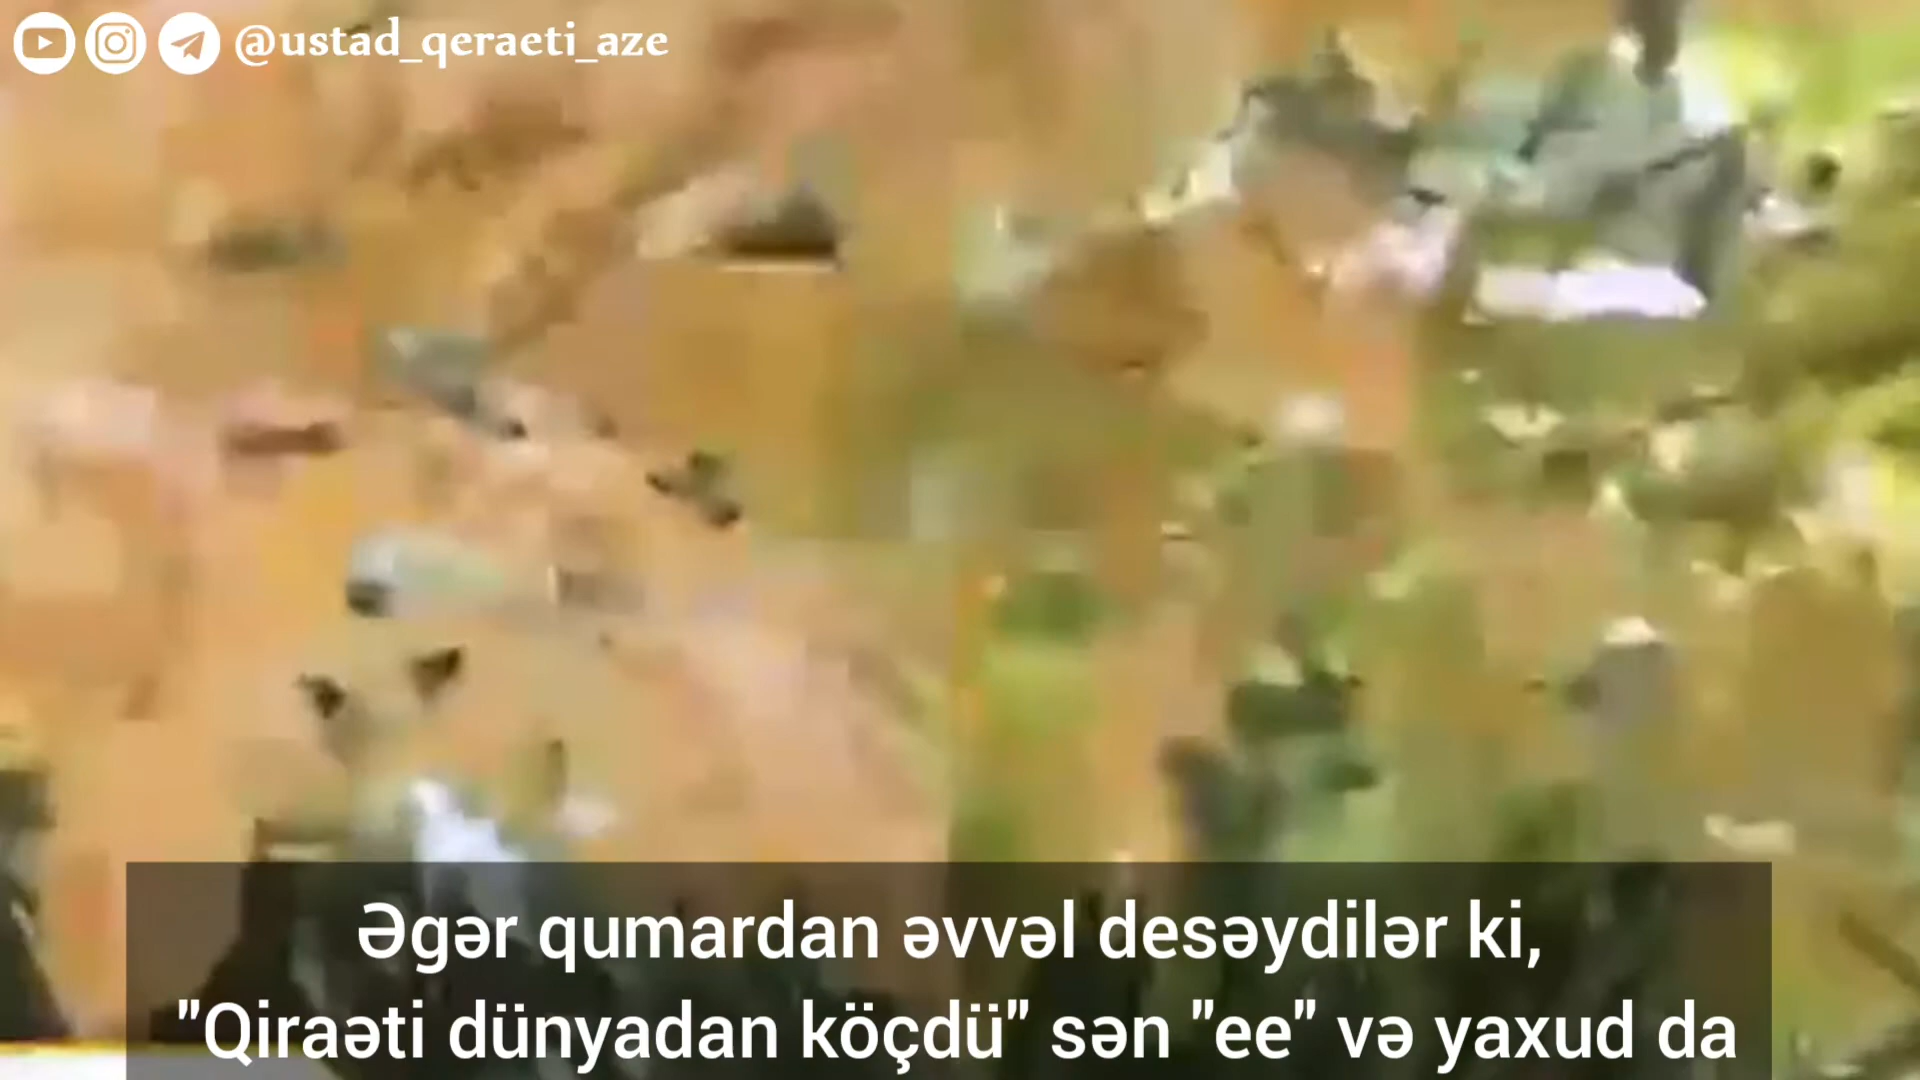 @ustad_qeraeti_aze
Əgər qumardan əvvəl desəydilər ki,
"Qiraəti dünyadan köçdü" sən "ee" və yaxud da